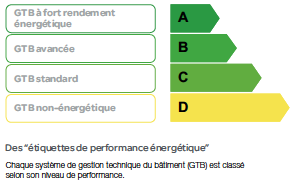 GTB à fort rendement
énergétique
A
GTB avancée
B
GTB standard
C
GTB non-énergétique
D
Des “étiquettes de performance énergétique”
Chaque système de gestion technique du bâtiment (GTB) est classé
selon son niveau de performance.